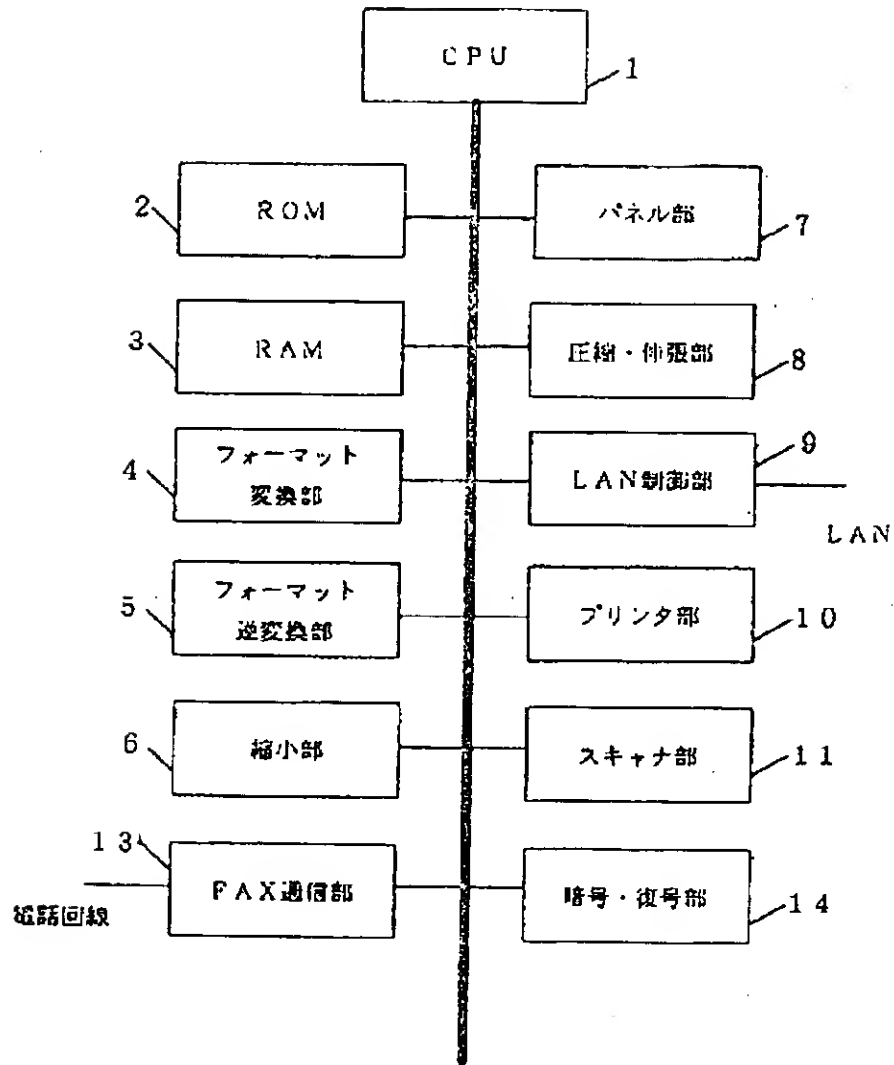 CPU
1
2
ROM
パネル部
7
3
RAM
圧縮・伸張部
8
4
フォーマット
変換部
LAN制御部
9
LAN
5
フォーマット
逆変換部
プリンタ部
10
6
縮小部
スキャナ部
11
13
FAX通信部
電話回線
暗号・復号部
14